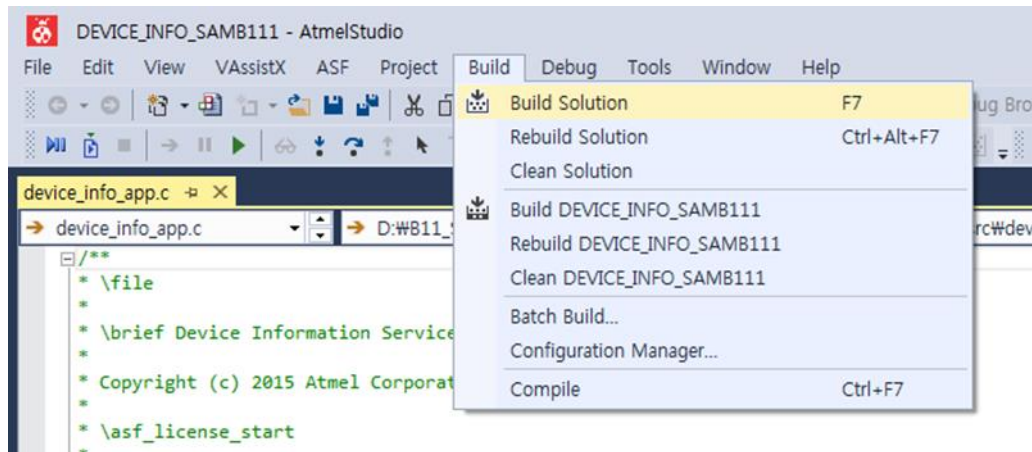 DEVICE_INFO_SAMB111 - AtmelStudio
File Edit View VAssistX ASF Project Build Debug Tools Window Help
Build Solution F7
Rebuild Solution Ctrl+Alt+F7
Clean Solution
Build DEVICE_INFO_SAMB111
Rebuild DEVICE_INFO_SAMB111
Clean DEVICE_INFO_SAMB111
Batch Build...
Configuration Manager...
Compile Ctrl+F7
device_info_app.c
device_info_app.c D:₩B11_
/**
* \file
*
* \brief Device Information Service
*
* Copyright (c) 2015 Atmel Corporat
*
* \asf_license_start
*